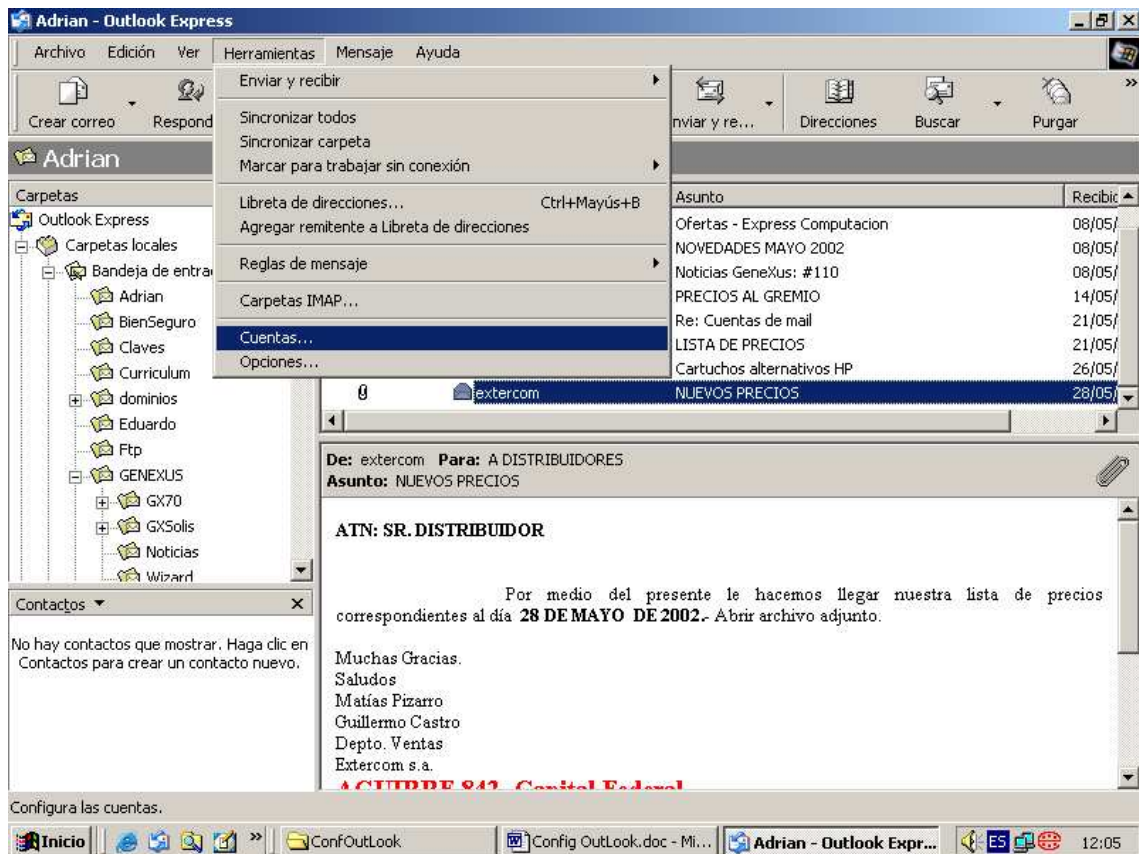 Adrian - Outlook Express
Archivo Edición Ver Herramientas Mensaje Ayuda
Crear correo Respond nviar y re... Direcciones Buscar Purgar
Enviar y recibir
Sincronizar todos
Sincronizar carpeta
Marcar para trabajar sin conexión
Libreta de direcciones... Ctrl+Mayús+B
Agregar remitente a Libreta de direcciones
Reglas de mensaje
Carpetas IMAP...
Cuentas...
Opciones...
Adrian
Carpetas
Outlook Express
Carpetas locales
Bandeja de entra
Adrian
BienSeguro
Claves
Curriculum
dominios
Eduardo
Ftp
GENEXUS
GX70
GXSolis
Noticias
Wizard
Asunto Recibid
Ofertas - Express Computacion 08/05/
NOVEDADES MAYO 2002 08/05/
Noticias GeneXus: #110 08/05/
PRECIOS AL GREMIO 14/05/
Re: Cuentas de mail 21/05/
LISTA DE PRECIOS 21/05/
Cartuchos alternativos HP 26/05/
extercom NUEVOS PRECIOS 28/05/
De: extercom Para: A DISTRIBUIDORES
Asunto: NUEVOS PRECIOS
ATN: SR. DISTRIBUIDOR
Por medio del presente le hacemos llegar nuestra lista de precios
correspondientes al día 28 DE MAYO DE 2002.- Abrir archivo adjunto.
Muchas Gracias.
Saludos
Matías Pizarro
Guillermo Castro
Depto. Ventas
Extercom s.a.
AGUIRRE 842 Capital Federal
Contactos
No hay contactos que mostrar. Haga clic en
Contactos para crear un contacto nuevo.
Configura las cuentas.
Inicio ConfOutLook Config OutLook.doc - Mi... Adrian - Outlook Expr... ES 12:05